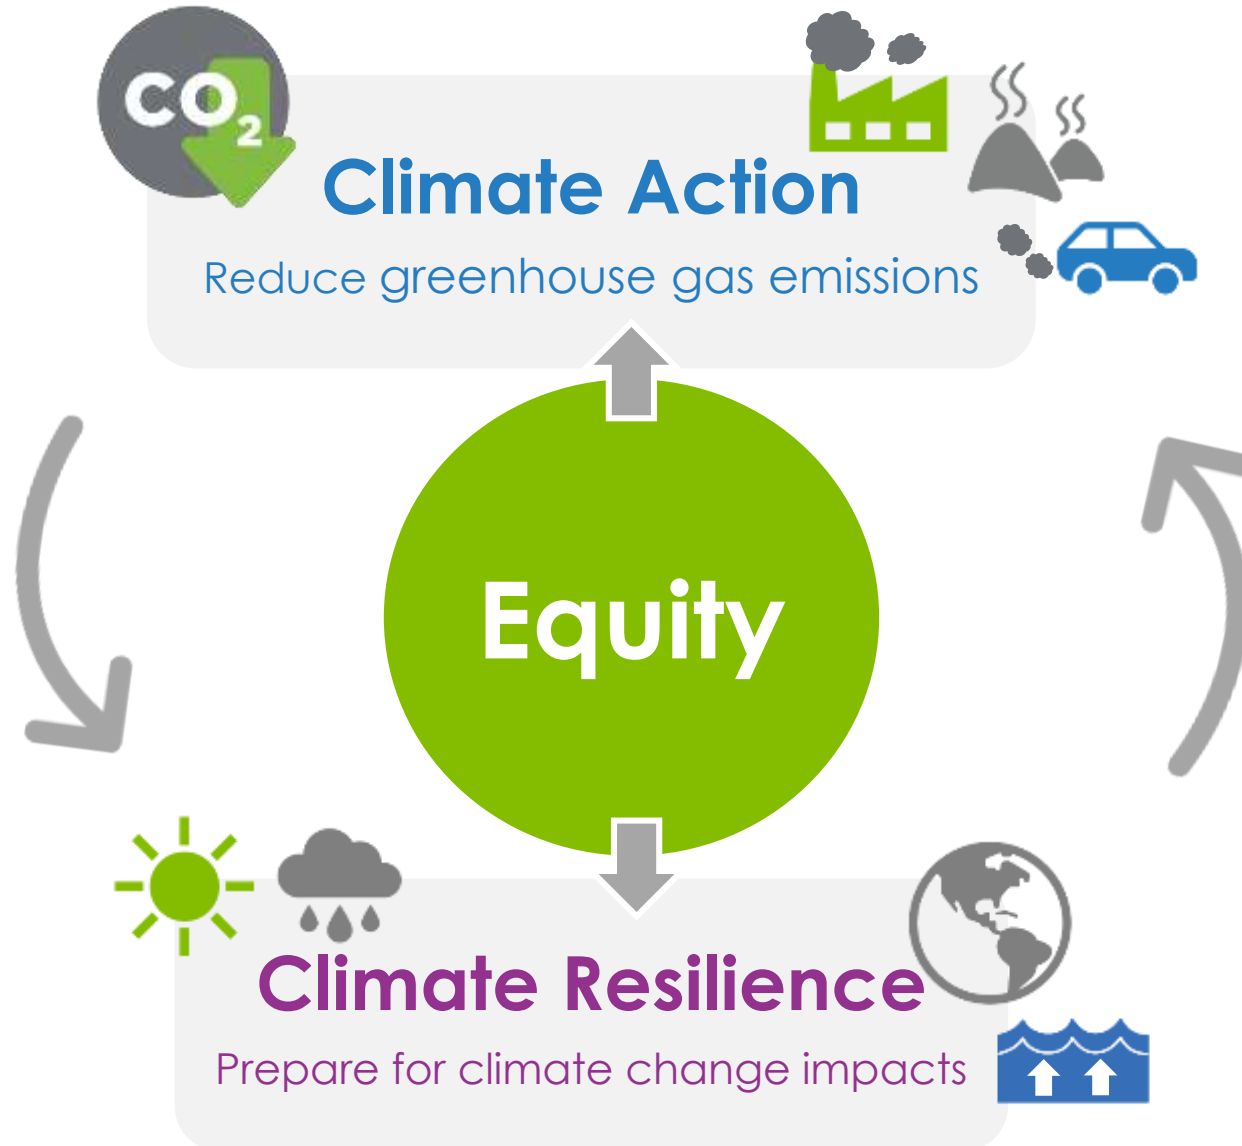 CO₂
Climate Action
Reduce greenhouse gas emissions
Equity
Climate Resilience
Prepare for climate change impacts